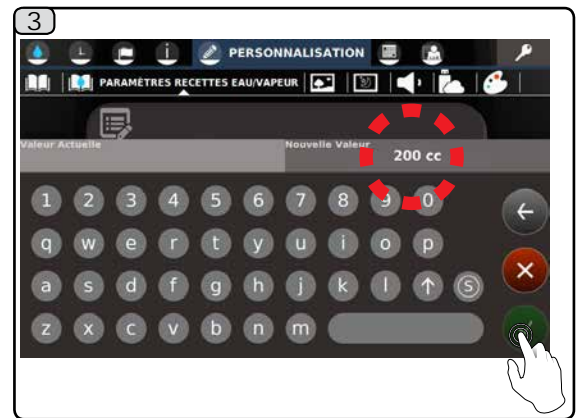 3
L i PERSONNALISATION
PARAMÈTRES RECETTES EAU/VAPEUR
Valeur Actuelle Nouvelle Valeur
200 cc
1 2 3 4 5 6 7 8 9 0
q w e r t y u i o p
a s d f g h j k l S
z x c v b n m